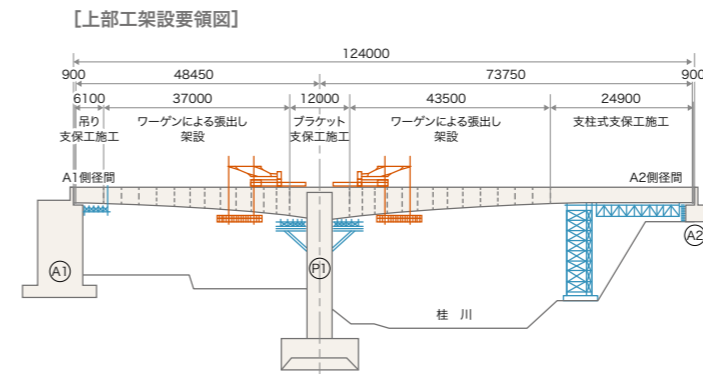 [上部工架設要領図]
124000
900 48450 73750 900
6100 37000 12000 43500 24900
吊り 支保工施工
ワーゲンによる張出し 架設
ブラケット 支保工施工
ワーゲンによる張出し 架設
支柱式支保工施工
A1側径間 A2側径間
A1 P1 A2
桂 川